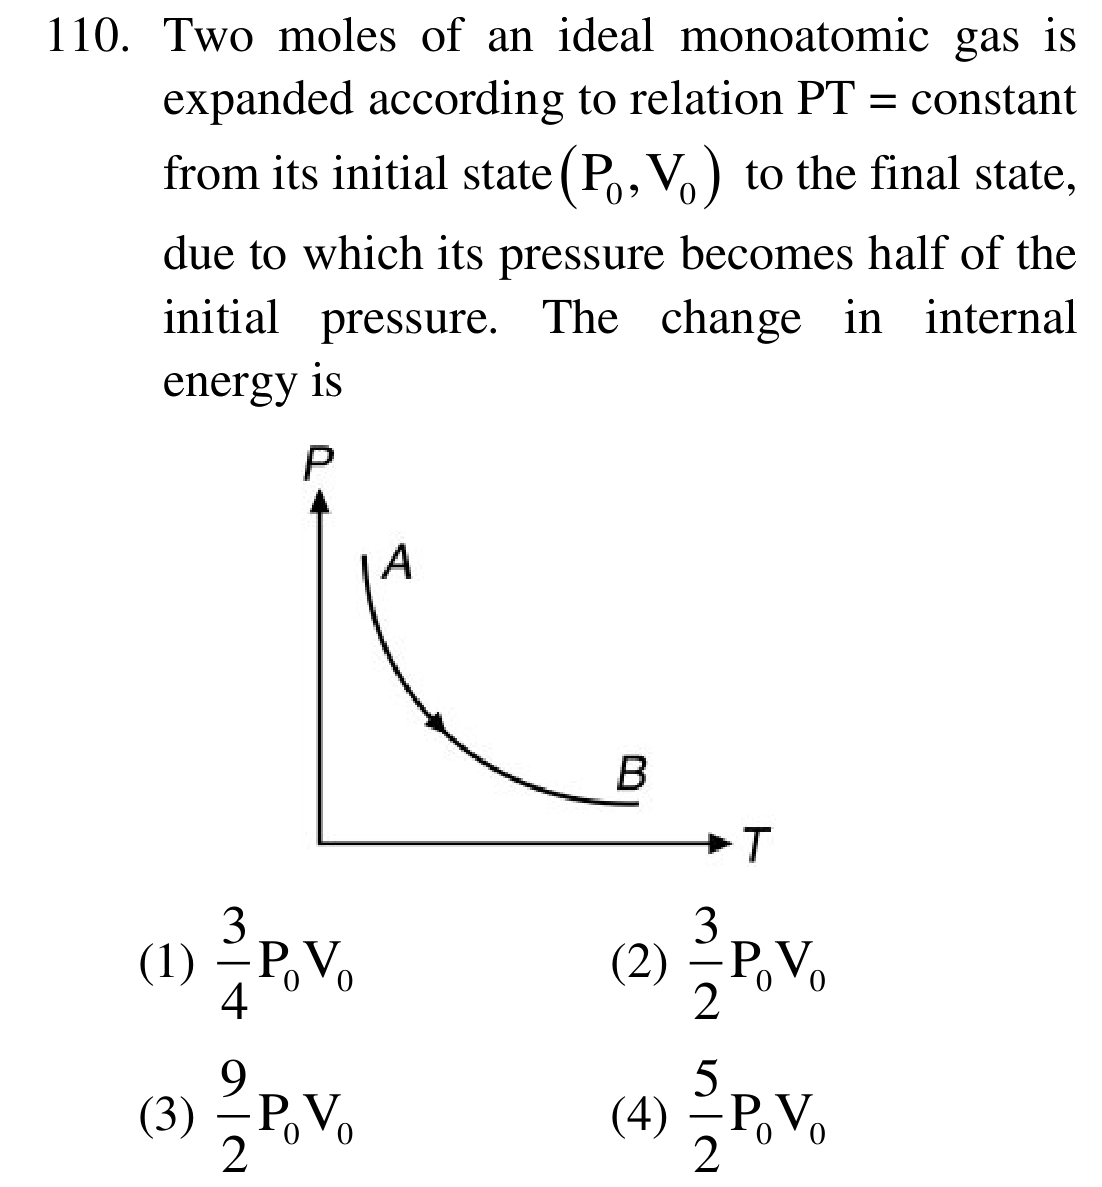 110. Two moles of an ideal monoatomic gas is
expanded according to relation PT = constant
from its initial state (P₀, V₀) to the final state,
due to which its pressure becomes half of the
initial pressure. The change in internal
energy is
P
A
B
T
(1) 3/4 P₀V₀ (2) 3/2 P₀V₀
(3) 9/2 P₀V₀ (4) 5/2 P₀V₀